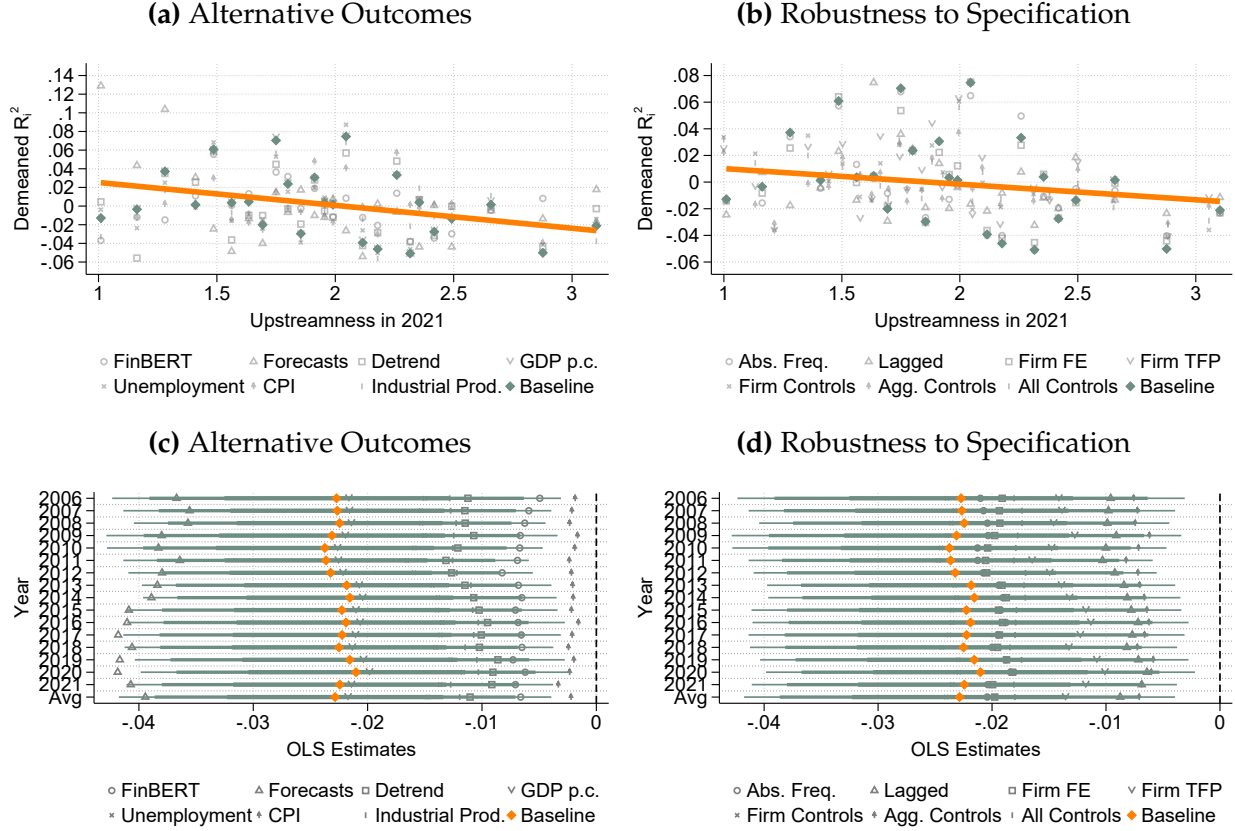 (a) Alternative Outcomes
.14
.12
.1
.08
.06
.04
.02
0
-.02
-.04
-.06
Demeaned R_i^2
1 1.5 2 2.5 3
Upstreamness in 2021
FinBERT Forecasts Detrend GDP p.c.
Unemployment CPI Industrial Prod. Baseline
(b) Robustness to Specification
.08
.06
.04
.02
0
-.02
-.04
-.06
Demeaned R_i^2
1 1.5 2 2.5 3
Upstreamness in 2021
Abs. Freq. Lagged Firm FE Firm TFP
Firm Controls Agg. Controls All Controls Baseline
(c) Alternative Outcomes
Year
2006
2007
2008
2009
2010
2011
2012
2013
2014
2015
2016
2017
2018
2019
2020
2021
Avg
-.04 -.03 -.02 -.01 0
OLS Estimates
FinBERT Forecasts Detrend GDP p.c.
Unemployment CPI Industrial Prod. Baseline
(d) Robustness to Specification
Year
2006
2007
2008
2009
2010
2011
2012
2013
2014
2015
2016
2017
2018
2019
2020
2021
Avg
-.04 -.03 -.02 -.01 0
OLS Estimates
Abs. Freq. Lagged Firm FE Firm TFP
Firm Controls Agg. Controls All Controls Baseline